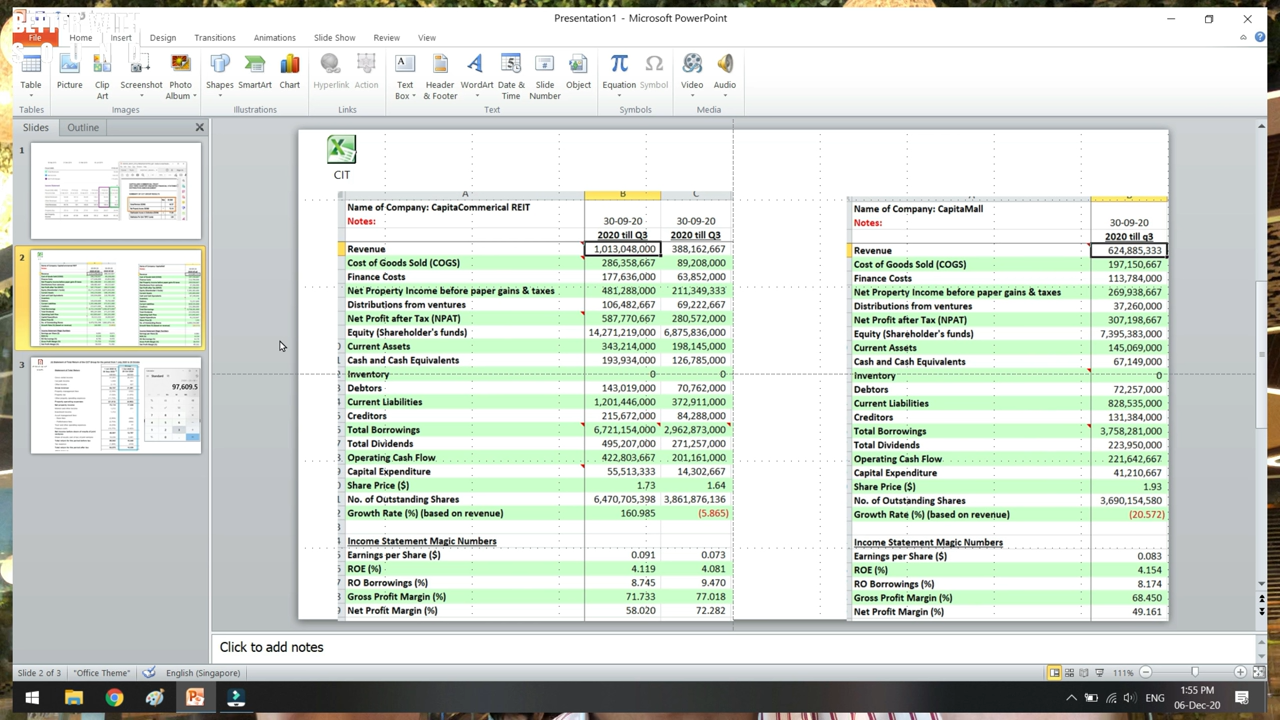 Presentation1 - Microsoft PowerPoint
File Home Insert Design Transitions Animations Slide Show Review View
Table Picture Clip Art Screenshot Photo Album Shapes SmartArt Chart Hyperlink Action Text Box Header & Footer WordArt Date & Time Slide Number Object Equation Symbol Video Audio
Tables Images Illustrations Links Text Symbols Media
Slides Outline
1
2
3
97,609.5
CIT
A B C
Name of Company: CapitaCommerical REIT
Notes: 30-09-20 30-09-20
2020 till Q3 2020 till Q3
Revenue 1,013,048,000 388,162,667
Cost of Goods Sold (COGS) 286,358,667 89,208,000
Finance Costs 177,636,000 63,852,000
Net Property Income before paper gains & taxes 481,288,000 211,349,333
Distributions from ventures 106,482,667 69,222,667
Net Profit after Tax (NPAT) 587,770,667 280,572,000
Equity (Shareholder's funds) 14,271,219,000 6,875,836,000
Current Assets 343,214,000 198,145,000
Cash and Cash Equivalents 193,934,000 126,785,000
Inventory 0 0
Debtors 143,019,000 70,762,000
Current Liabilities 1,201,446,000 372,911,000
Creditors 215,672,000 84,288,000
Total Borrowings 6,721,154,000 2,962,873,000
Total Dividends 495,207,000 271,257,000
Operating Cash Flow 422,803,667 201,161,000
Capital Expenditure 55,513,333 14,302,667
Share Price ($) 1.73 1.64
No. of Outstanding Shares 6,470,705,398 3,861,876,136
Growth Rate (%) (based on revenue) 160.985 (5.865)
Income Statement Magic Numbers
Earnings per Share ($) 0.091 0.073
ROE (%) 4.119 4.081
RO Borrowings (%) 8.745 9.470
Gross Profit Margin (%) 71.733 77.018
Net Profit Margin (%) 58.020 72.282
Name of Company: CapitaMall
Notes: 30-09-20
2020 till q3
Revenue 624,885,333
Cost of Goods Sold (COGS) 197,150,667
Finance Costs 113,784,000
Net Property Income before paper gains & taxes 269,938,667
Distributions from ventures 37,260,000
Net Profit after Tax (NPAT) 307,198,667
Equity (Shareholder's funds) 7,395,383,000
Current Assets 145,069,000
Cash and Cash Equivalents 67,149,000
Inventory 0
Debtors 72,257,000
Current Liabilities 828,535,000
Creditors 131,384,000
Total Borrowings 3,758,281,000
Total Dividends 223,950,000
Operating Cash Flow 221,642,667
Capital Expenditure 41,210,667
Share Price ($) 1.93
No. of Outstanding Shares 3,690,154,580
Growth Rate (%) (based on revenue) (20.572)
Income Statement Magic Numbers
Earnings per Share ($) 0.083
ROE (%) 4.154
RO Borrowings (%) 8.174
Gross Profit Margin (%) 68.450
Net Profit Margin (%) 49.161
Click to add notes
Slide 2 of 3 "Office Theme" English (Singapore) 111%
ENG 1:55 PM
06-Dec-20